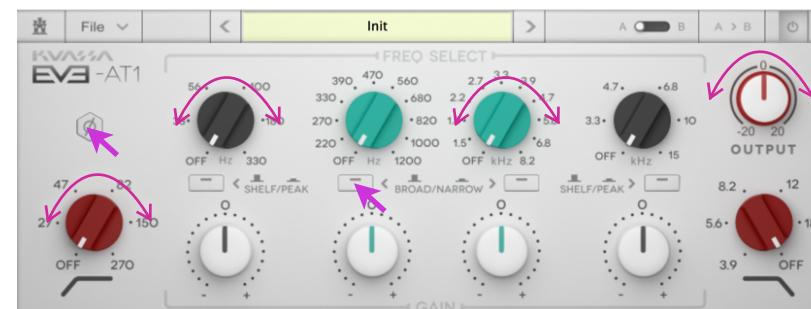 File
Init
A B
A > B
KVASSA
EVE -AT1
FREQ SELECT
56 100
180
OFF Hz 330
390 470 560
330 680
270 820
220 1000
OFF Hz 1200
2.7 3.3 3.9
2.2 4.7
1.5 6.8
OFF kHz 8.2
4.7 6.8
3.3 10
OFF kHz 15
0
-20 20
OUTPUT
SHELF/PEAK
BROAD/NARROW
SHELF/PEAK
47 82
27 150
OFF 270
0
- +
0
- +
0
- +
0
- +
8.2 12
5.6
3.9 OFF
GAIN